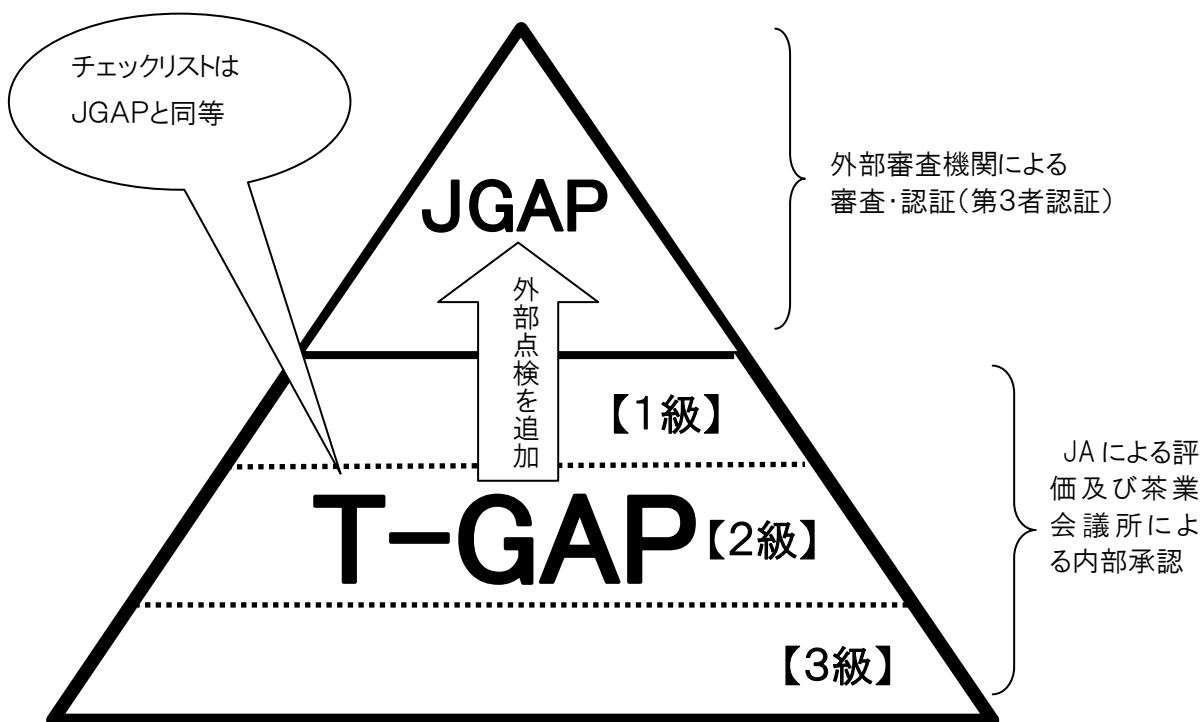 チェックリストは
JGAPと同等
JGAP
外部審査機関による
審査・認証（第3者認証）
外部点検を追加
【1級】
T－GAP【2級】
【3級】
JAによる評
価及び茶業
会議所によ
る内部承認